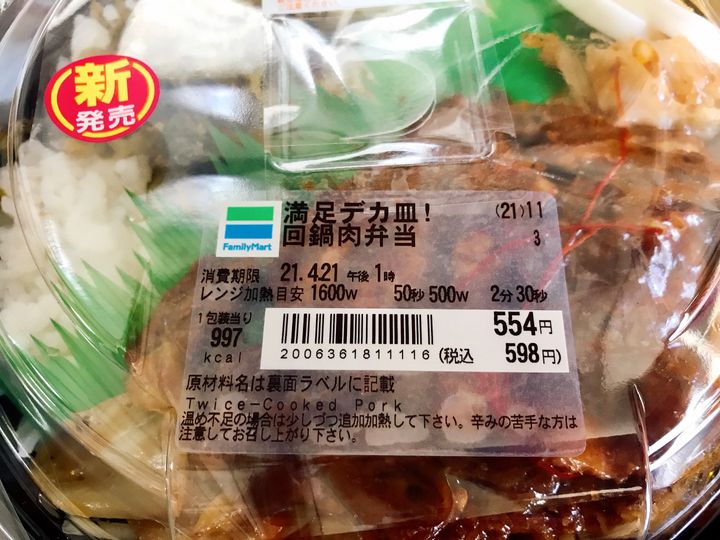 新
発売
FamilyMart
満足デカ皿!
回鍋肉弁当
(21)11
3
消費期限 21.4.21 午後1時
レンジ加熱目安 1600w 50秒 500w 2分30秒
1包装当り
997
kcal
554円
2006361811116
(税込 598円)
原材料名は裏面ラベルに記載
Twice-Cooked Pork
温め不足の場合は少しづつ追加加熱して下さい。辛みの苦手な方は
注意してお召し上がり下さい。